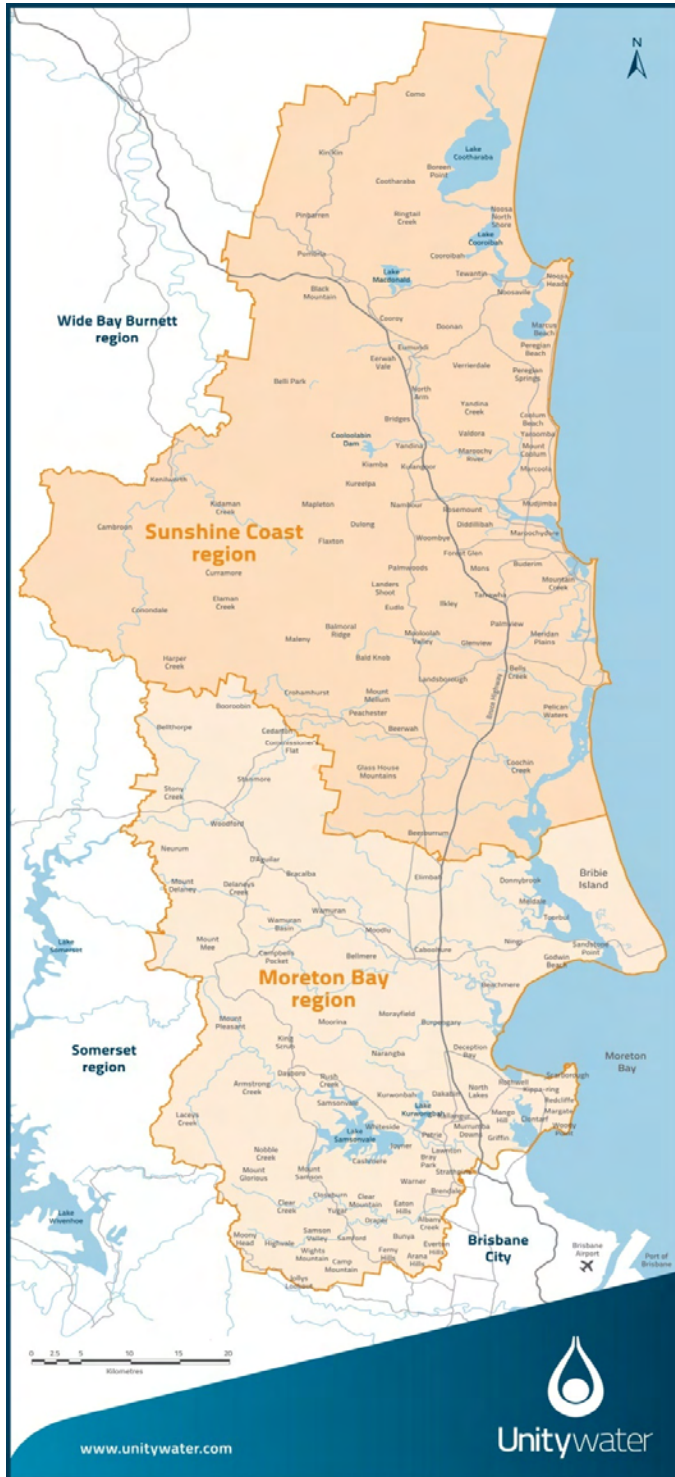 N
Como
Lake
Cootharaba
Kin Kin
Boreen
Point
Cootharaba
Noosa
North
Shore
Pinbarren
Ringtail
Creek
Lake
Cooroibah
Pomona
Cooroibah
Lake
Macdonald
Tewantin
Noosa
Heads
Noosaville
Black
Mountain
Wide Bay Burnett
region
Cooroy
Doonan
Marcus
Beach
Eumundi
Peregian
Beach
Eerwah
Vale
Verrierdale
Peregian
Springs
Belli Park
North
Arm
Yandina
Creek
Bridges
Coolum
Beach
Cooloolabin
Dam
Valdora
Yaroomba
Yandina
Maroochy
River
Mount
Coolum
Kiamba
Kulangoor
Marcoola
Kenilworth
Kureelpa
Kidaman
Creek
Mapleton
Nambour
Rosemount
Mudjimba
Cambroon
Sunshine Coast
region
Dulong
Diddillibah
Maroochydore
Flaxton
Woombye
Forest Glen
Buderim
Curramore
Palmwoods
Mons
Mountain
Creek
Landers
Shoot
Tanawha
Elaman
Creek
Eudlo
Ilkley
Conondale
Palmview
Balmoral
Ridge
Mooloolah
Valley
Meridan
Plains
Maleny
Glenview
Harper
Creek
Bald Knob
Belly
Creek
Landsborough
Crohamhurst
Mount
Mellum
Bruce Highway
Booroobin
Peachester
Pelican
Waters
Bellthorpe
Cedarton
Beerwah
Commissioner's
Flat
Glass House
Mountains
Coochin
Creek
Stanmore
Stony
Creek
Woodford
Beerburrum
Neurum
D'Aguilar
Bracalba
Elimbah
Donnybrook
Bribie
Island
Mount
Delaney
Delaneys
Creek
Meldale
Wamuran
Wamuran
Basin
Toorbul
Moodlu
Mount
Mee
Ningi
Sandstone
Point
Lake
Somerset
Campbells
Pocket
Bellmere
Caboolture
Godwin
Beach
Moreton Bay
region
Beachmere
Mount
Pleasant
Moorina
Morayfield
Burpengary
Somerset
region
King
Scrub
Narangba
Deception
Bay
Moreton
Bay
Dayboro
Rush
Creek
Scarborough
Armstrong
Creek
Rothwell
Kippa-ring
Kurwongbah
Dakabin
North
Lakes
Redcliffe
Samsonvale
Lake
Kurwongbah
Kallangur
Mango
Hill
Margate
Laceys
Creek
Clontarf
Woody
Point
Whiteside
Murrumba
Downs
Lake
Samsonvale
Petrie
Griffin
Joyner
Lawnton
Nobble
Creek
Cashmere
Bray
Park
Mount
Glorious
Mount
Samson
Strathpine
Warner
Closeburn
Brendale
Clear
Creek
Clear
Mountain
Eaton
Hills
Lake
Wivenhoe
Yugar
Albany
Creek
Draper
Moony
Head
Samson
Valley
Bunya
Highvale
Samford
Everton
Hills
Brisbane
City
Brisbane
Airport
Wights
Mountain
Ferny
Hills
Arana
Hills
Port of
Brisbane
Camp
Mountain
Jollys
Lookout
0 2.5 5 10 15 20
Kilometres
www.unitywater.com
Unitywater